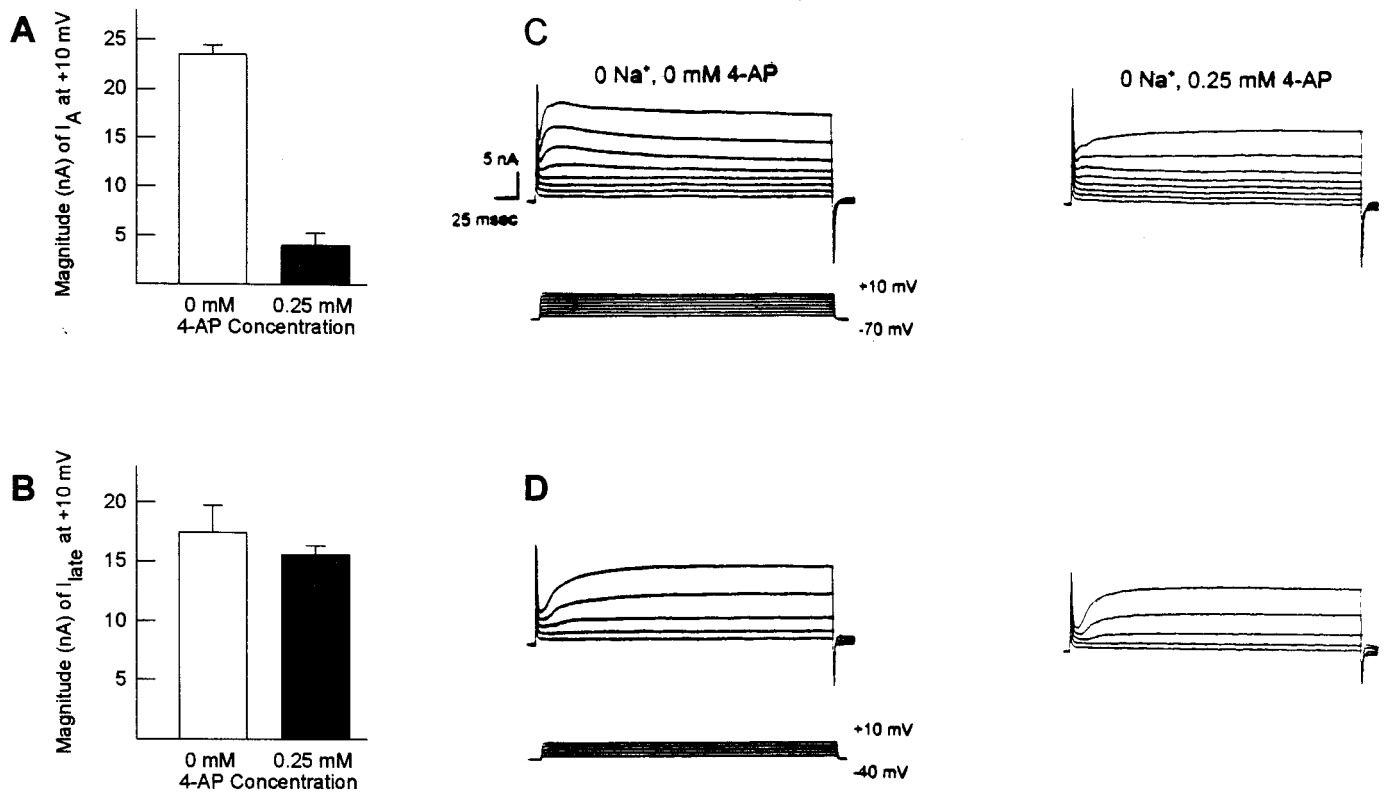 A
Magnitude (nA) of I_A at +10 mV
25
20
15
10
5
0 mM
0.25 mM
4-AP Concentration
C
0 Na⁺, 0 mM 4-AP
5 nA
25 msec
+10 mV
-70 mV
0 Na⁺, 0.25 mM 4-AP
B
Magnitude (nA) of I_late at +10 mV
20
15
10
5
0 mM
0.25 mM
4-AP Concentration
D
+10 mV
-40 mV